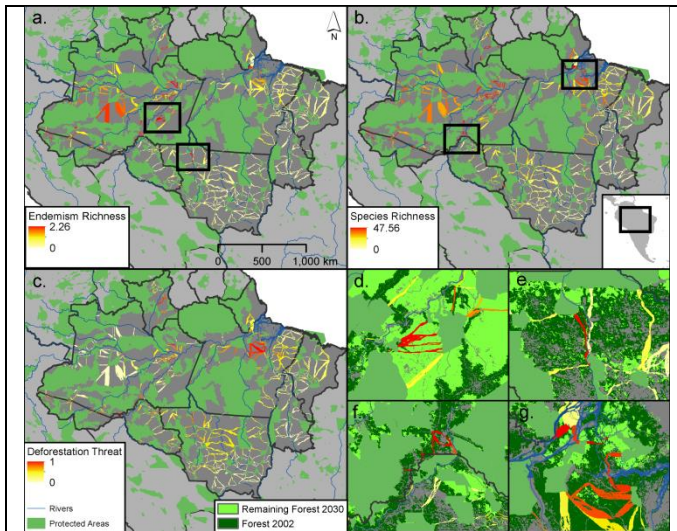 a.
N
Endemism Richness
2.26
0
0 500 1,000 km
b.
Species Richness
47.56
0
c.
Deforestation Threat
1
0
Rivers
Protected Areas
d.
e.
f.
g.
Remaining Forest 2030
Forest 2002